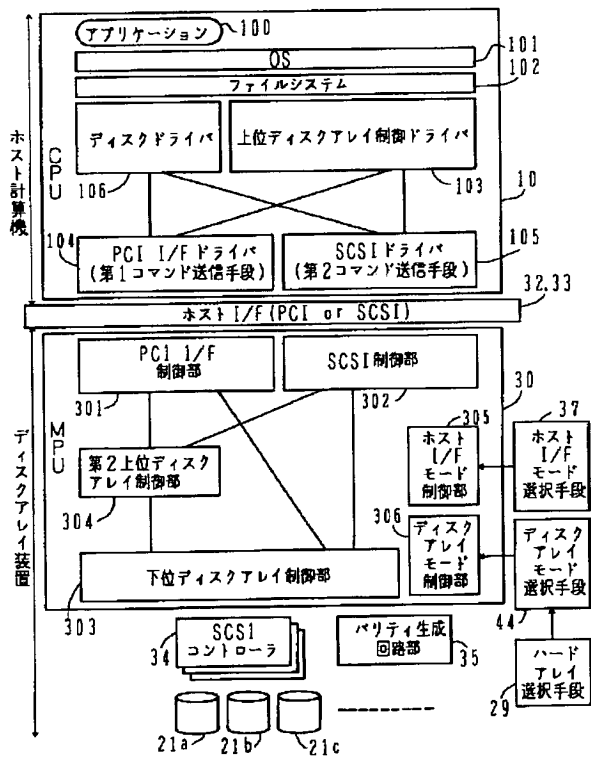 アプリケーション
100
OS
101
ファイルシステム
102
ディスクドライバ
106
上位ディスクアレイ制御ドライバ
103
CPU
ホスト計算機
10
104
PCI I/F ドライバ
(第1コマンド送信手段)
SCSI ドライバ
(第2コマンド送信手段)
105
ホスト I/F (PCI or SCSI)
32,33
MPU
ディスクアレイ装置
PCI I/F
制御部
301
SCSI 制御部
302
30
第2上位ディスク
アレイ制御部
304
305
ホスト
I/F
モード
制御部
37
ホスト
I/F
モード
選択手段
306
ディスク
アレイ
モード
制御部
ディスク
アレイ
モード
選択手段
44
下位ディスクアレイ制御部
303
SCSI
コントローラ
34
パリティ生成
回路部
35
ハード
アレイ
選択手段
29
21a
21b
21c